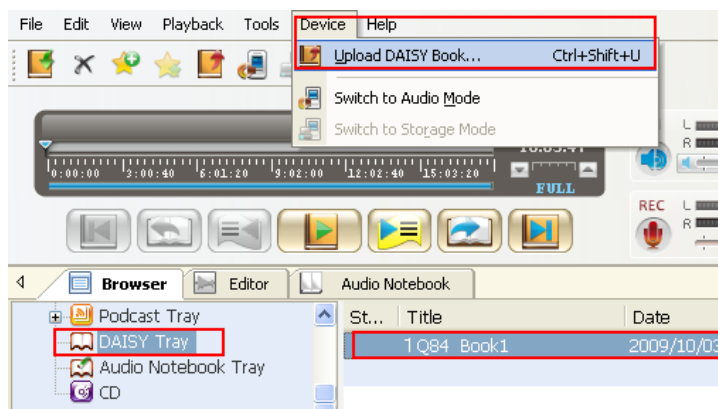 File Edit View Playback Tools Device Help
Upload DAISY Book... Ctrl+Shift+U
Switch to Audio Mode
Switch to Storage Mode
L
R
0:00:00 3:00:40 6:01:20 9:02:00 12:02:40 15:03:20
FULL
REC L
R
Browser Editor Audio Notebook
Podcast Tray
DAISY Tray
Audio Notebook Tray
CD
St... Title Date
1Q84 Book1 2009/10/03